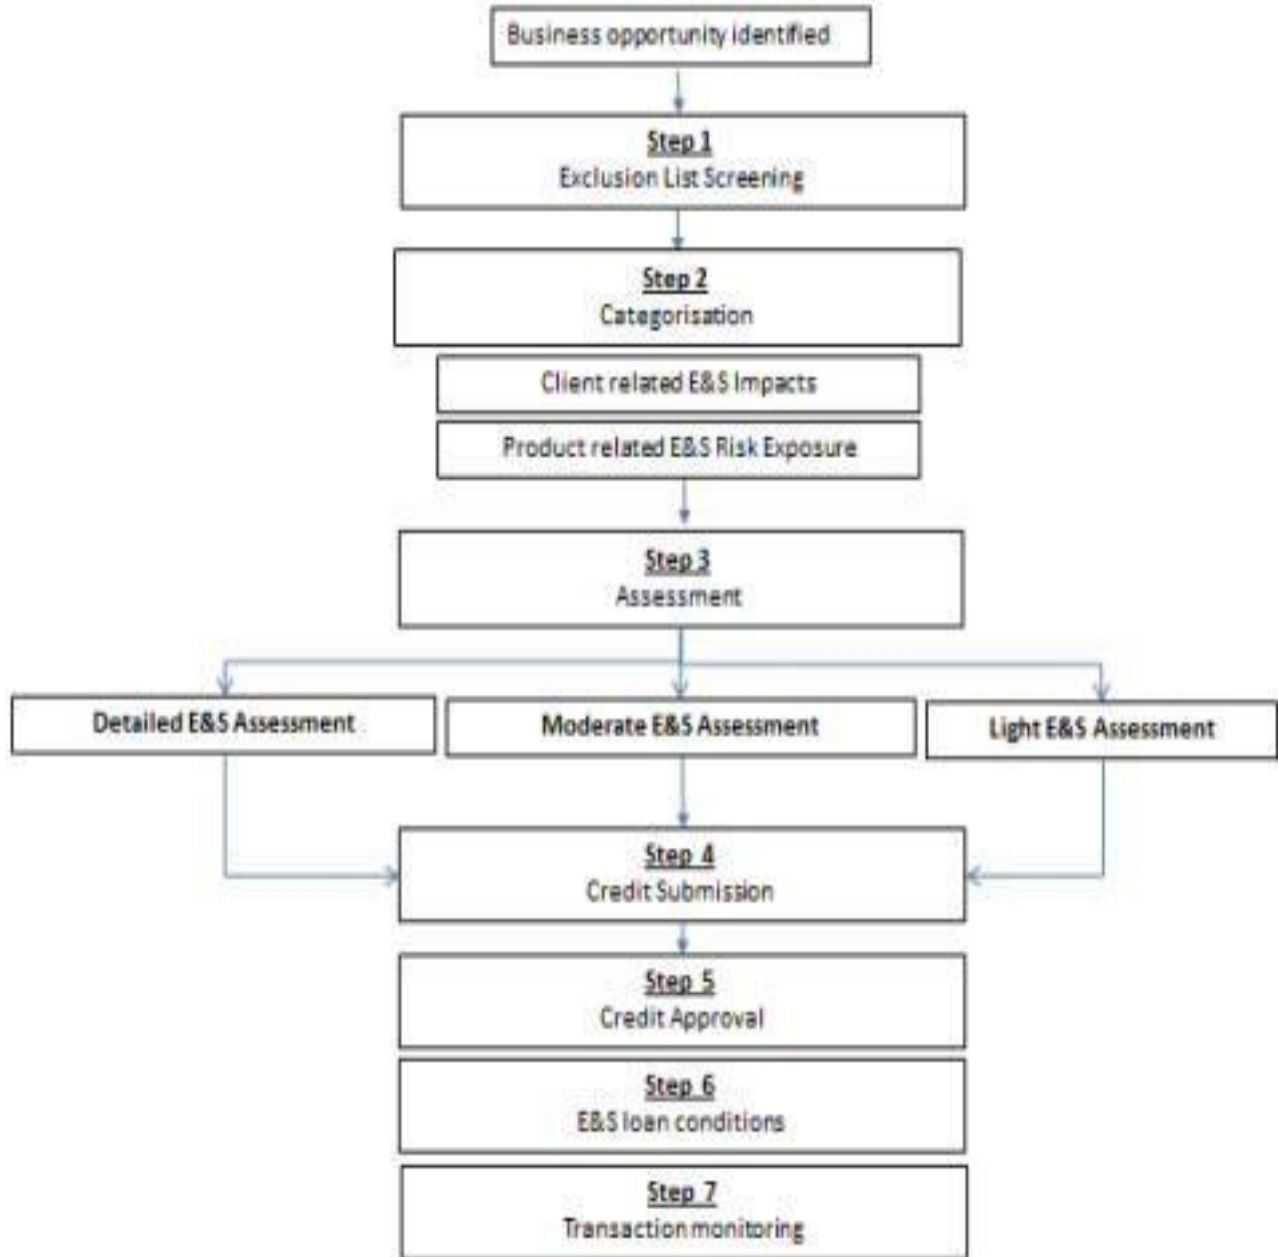 Business opportunity identified
Step 1
Exclusion List Screening
Step 2
Categorisation
Client related E&S Impacts
Product related E&S Risk Exposure
Step 3
Assessment
Detailed E&S Assessment
Moderate E&S Assessment
Light E&S Assessment
Step 4
Credit Submission
Step 5
Credit Approval
Step 6
E&S loan conditions
Step 7
Transaction monitoring